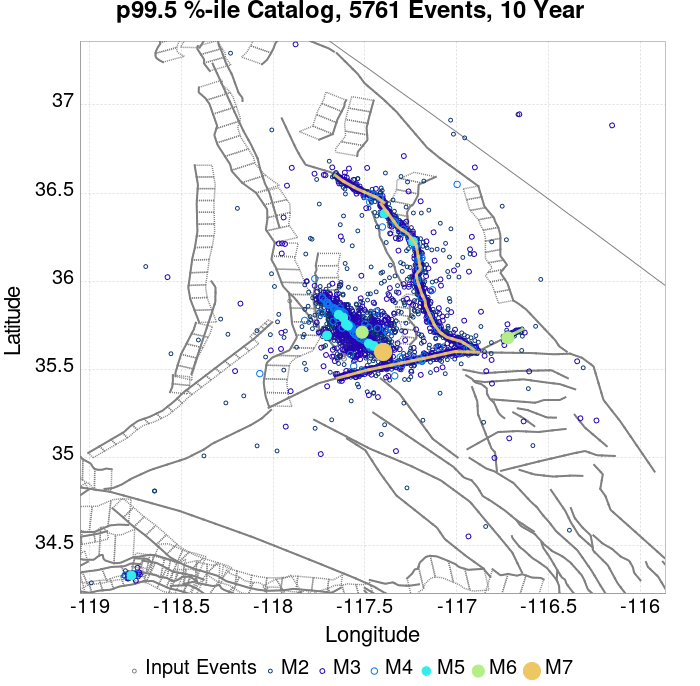 p99.5 %-ile Catalog, 5761 Events, 10 Year
37
36.5
36
35.5
35
34.5
Latitude
-119 -118.5 -118 -117.5 -117 -116.5 -116
Longitude
Input Events M2 M3 M4 M5 M6 M7